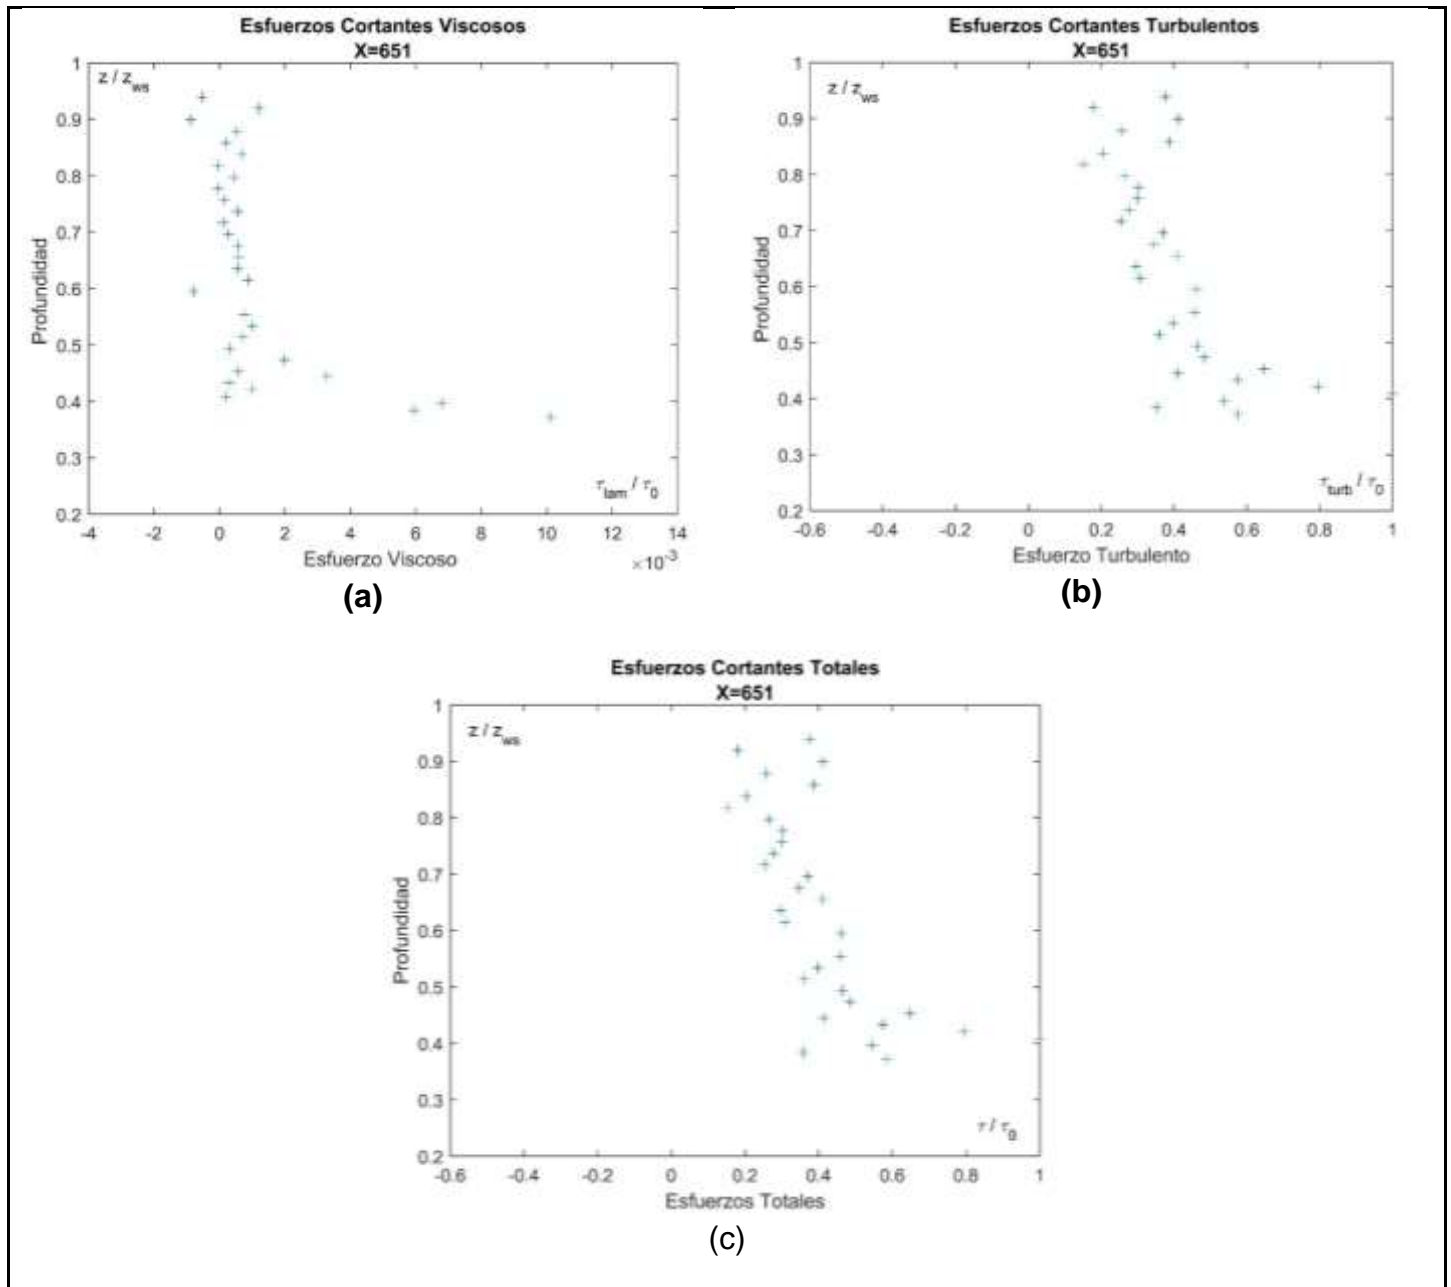 Esfuerzos Cortantes Viscosos
X=651
z / z_ws
1
0.9
0.8
0.7
0.6
0.5
0.4
0.3
0.2
Profundidad
τ_lam / τ_0
-4 -2 0 2 4 6 8 10 12 14
Esfuerzo Viscoso
×10^-3
(a)
Esfuerzos Cortantes Turbulentos
X=651
z / z_ws
1
0.9
0.8
0.7
0.6
0.5
0.4
0.3
0.2
Profundidad
τ_turb / τ_0
-0.6 -0.4 -0.2 0 0.2 0.4 0.6 0.8 1
Esfuerzo Turbulento
(b)
Esfuerzos Cortantes Totales
X=651
z / z_ws
1
0.9
0.8
0.7
0.6
0.5
0.4
0.3
0.2
Profundidad
τ / τ_0
-0.6 -0.4 -0.2 0 0.2 0.4 0.6 0.8 1
Esfuerzos Totales
(c)